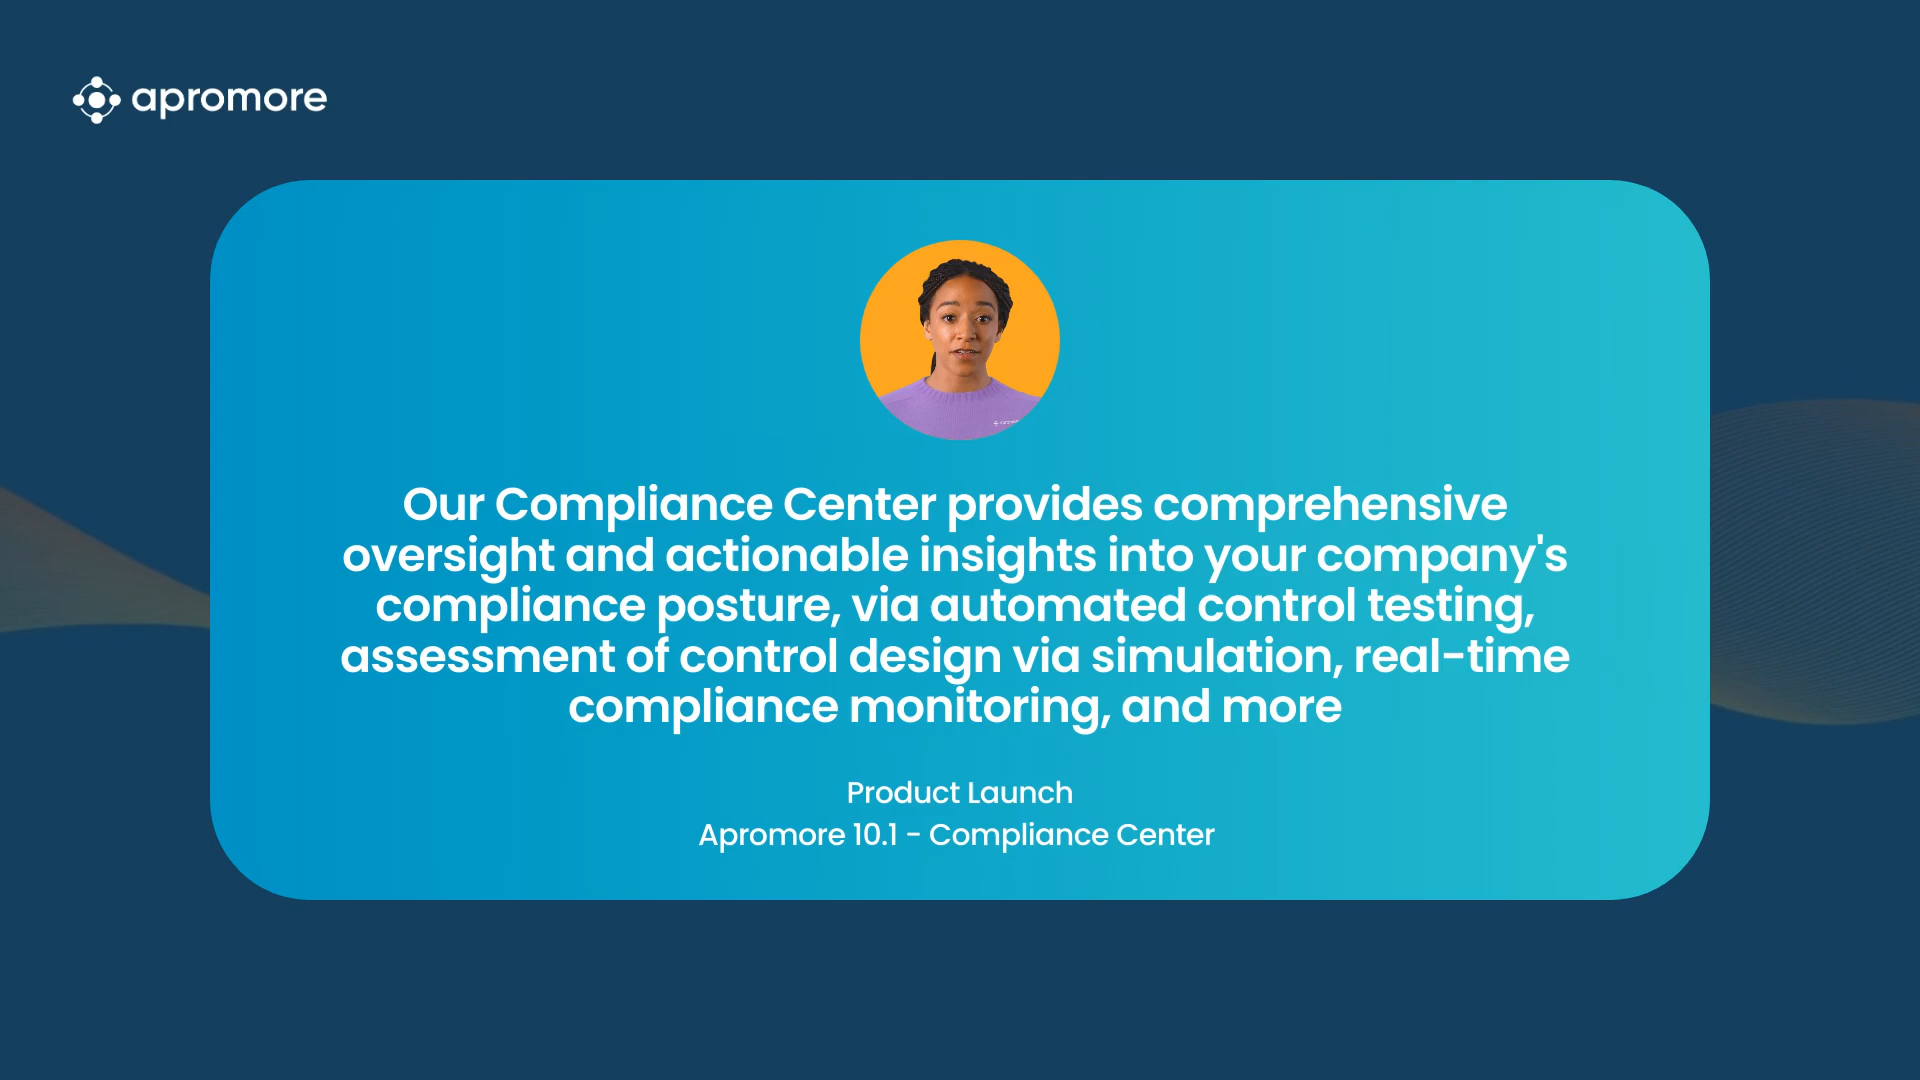 apromore
Our Compliance Center provides comprehensive
oversight and actionable insights into your company's
compliance posture, via automated control testing,
assessment of control design via simulation, real-time
compliance monitoring, and more
Product Launch
Apromore 10.1 - Compliance Center